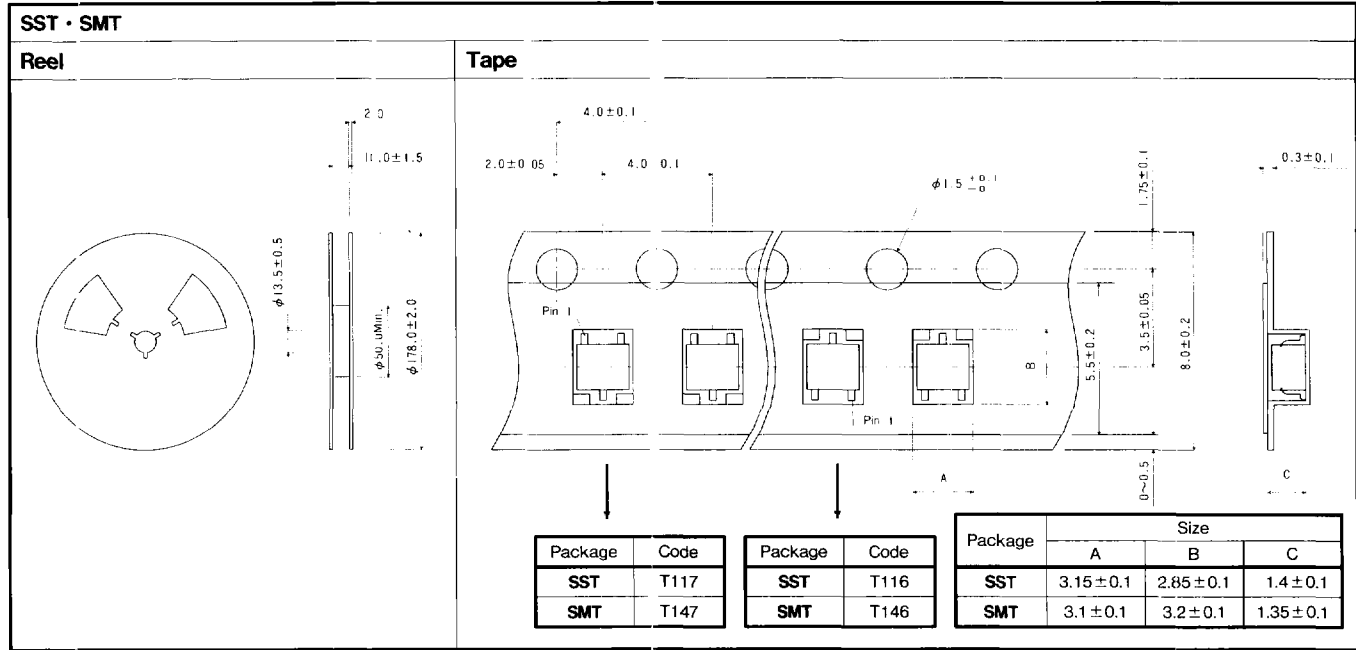 SST・SMT
Reel
Tape
2.0
11.0±1.5
φ13.5±0.5
φ50.0Min.
φ178.0±2.0
4.0±0.1
2.0±0.05
4.0 0.1
φ1.5 +0.1 −0
1.75±0.1
0.3±0.1
Pin 1
B
5.5±0.2
3.5±0.05
8.0±0.2
Pin 1
A
0~0.5
C
Package Code
SST T117
SMT T147
Package Code
SST T116
SMT T146
Package Size
A B C
SST 3.15±0.1 2.85±0.1 1.4±0.1
SMT 3.1±0.1 3.2±0.1 1.35±0.1